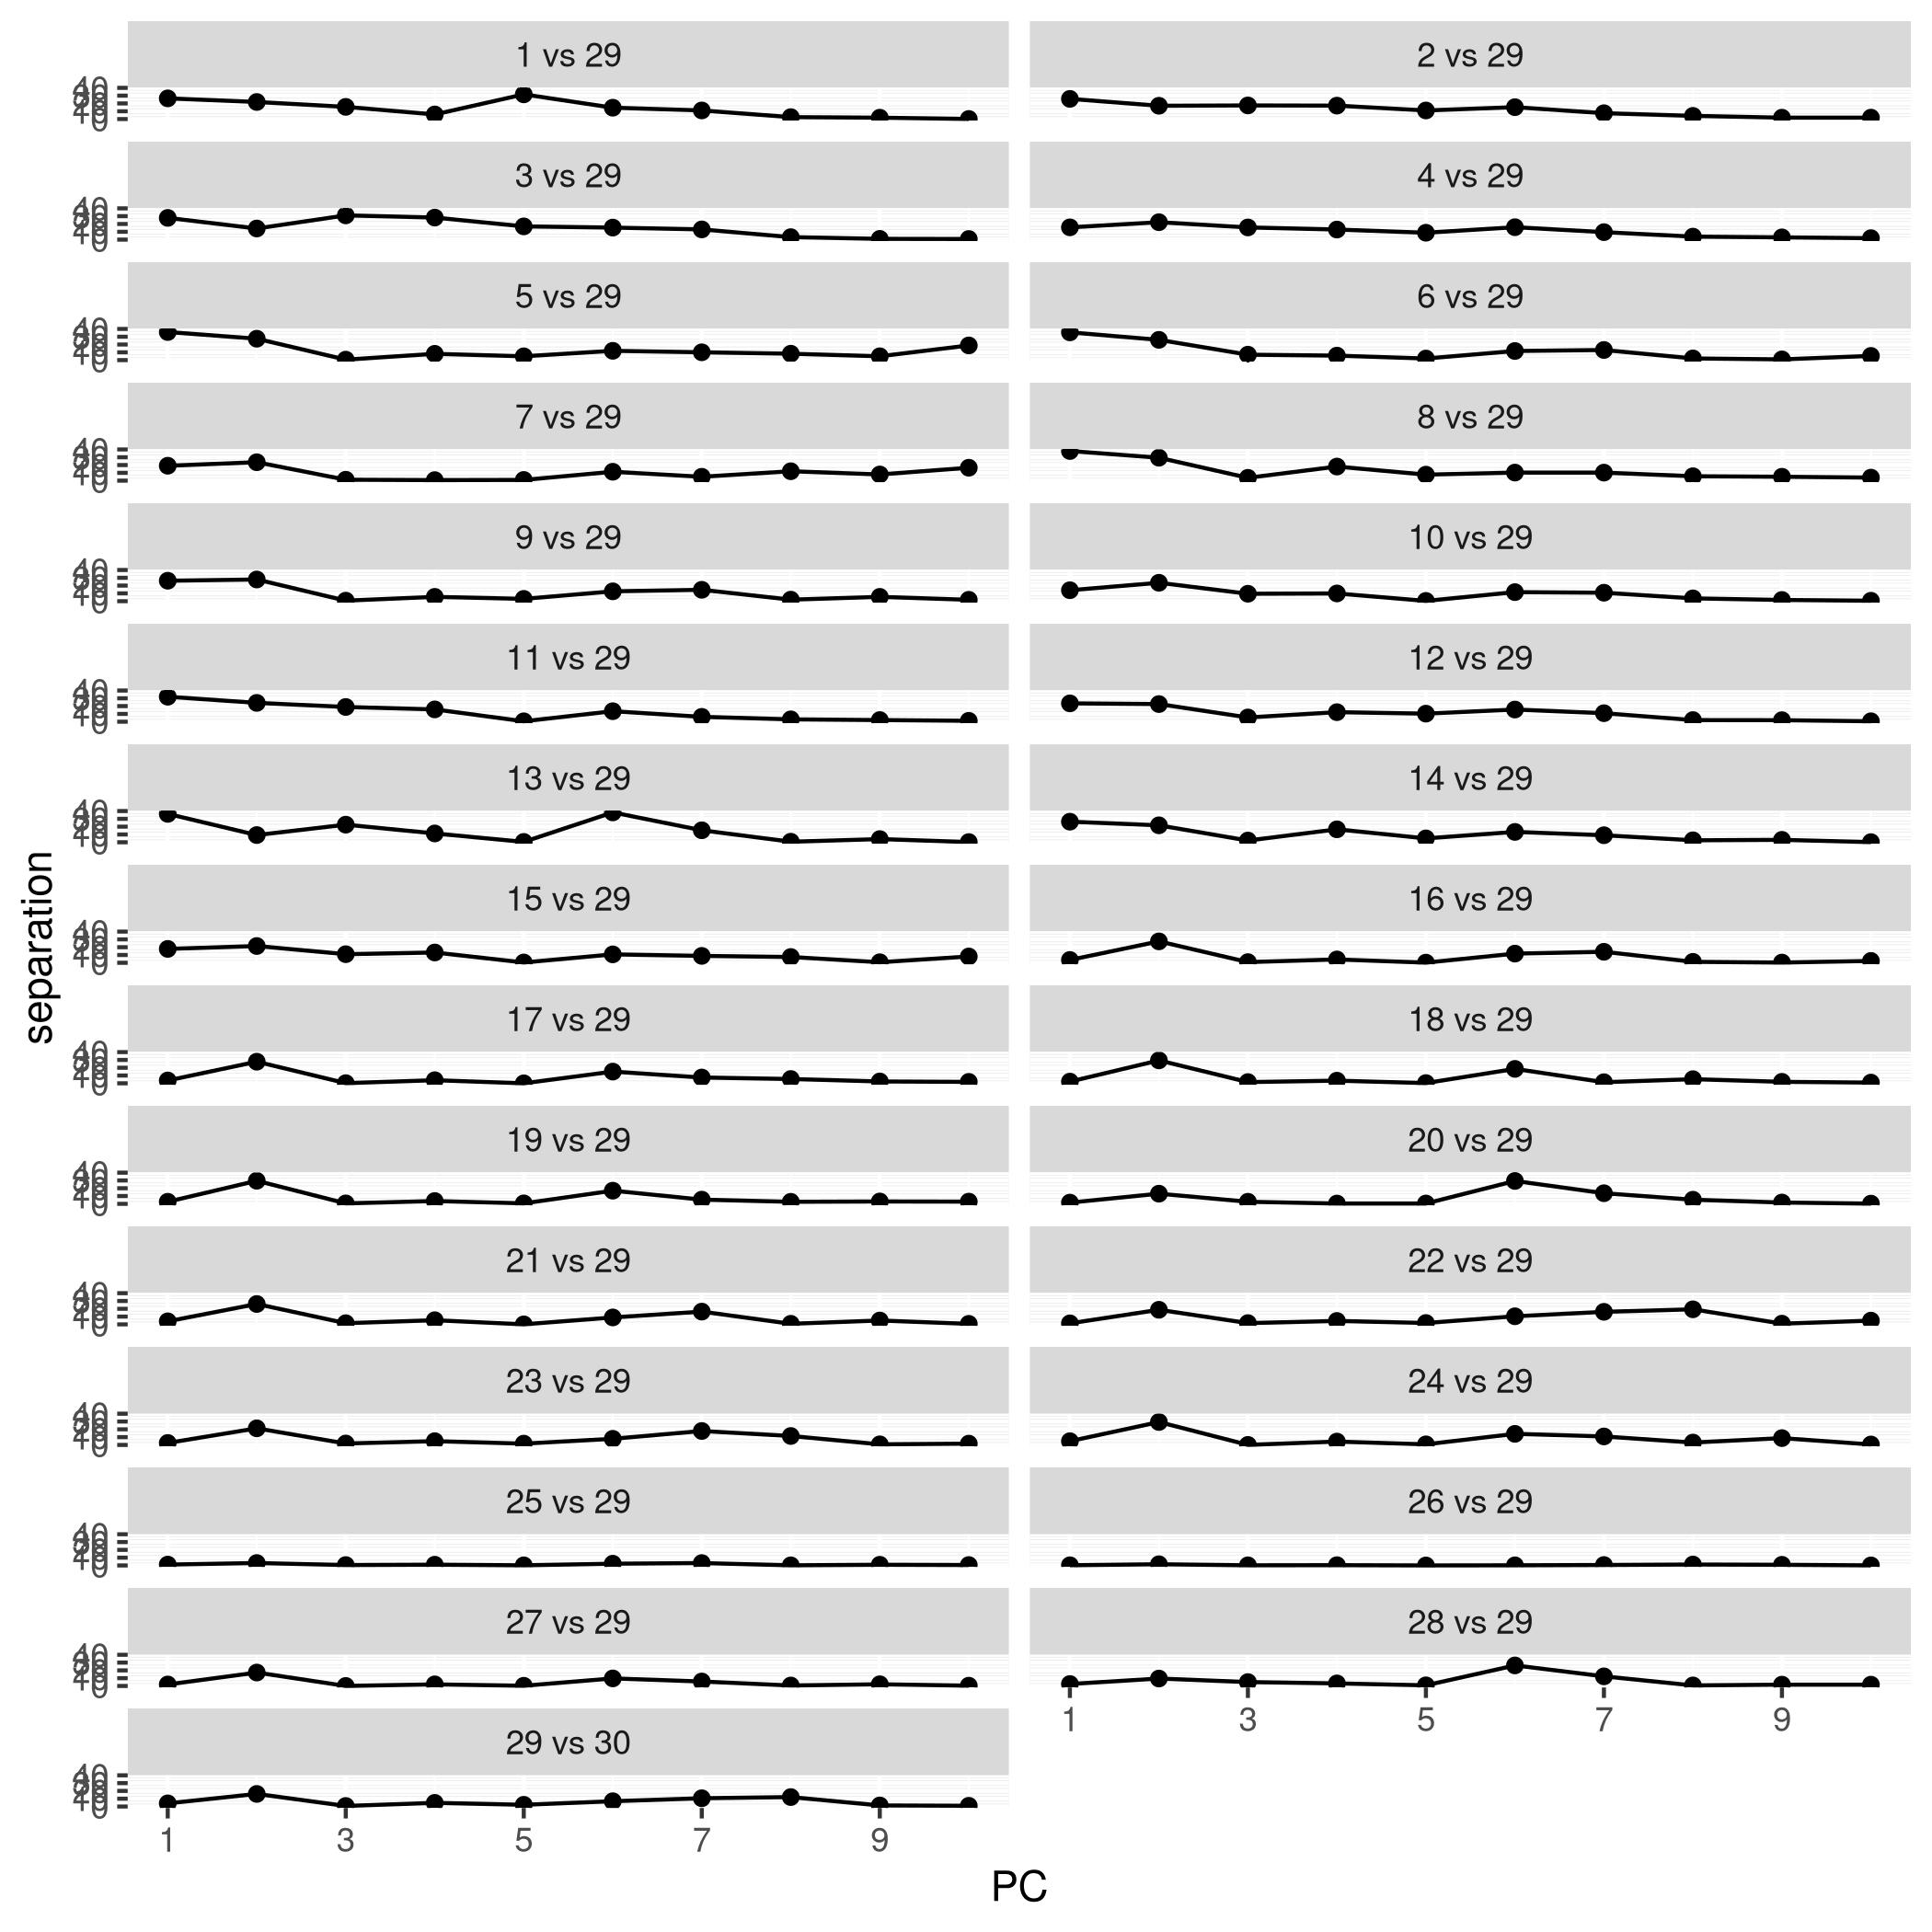 1 vs 29
2 vs 29
3 vs 29
4 vs 29
5 vs 29
6 vs 29
7 vs 29
8 vs 29
9 vs 29
10 vs 29
11 vs 29
12 vs 29
13 vs 29
14 vs 29
15 vs 29
16 vs 29
17 vs 29
18 vs 29
19 vs 29
20 vs 29
21 vs 29
22 vs 29
23 vs 29
24 vs 29
25 vs 29
26 vs 29
27 vs 29
28 vs 29
1 3 5 7 9
29 vs 30
1 3 5 7 9
PC
separation